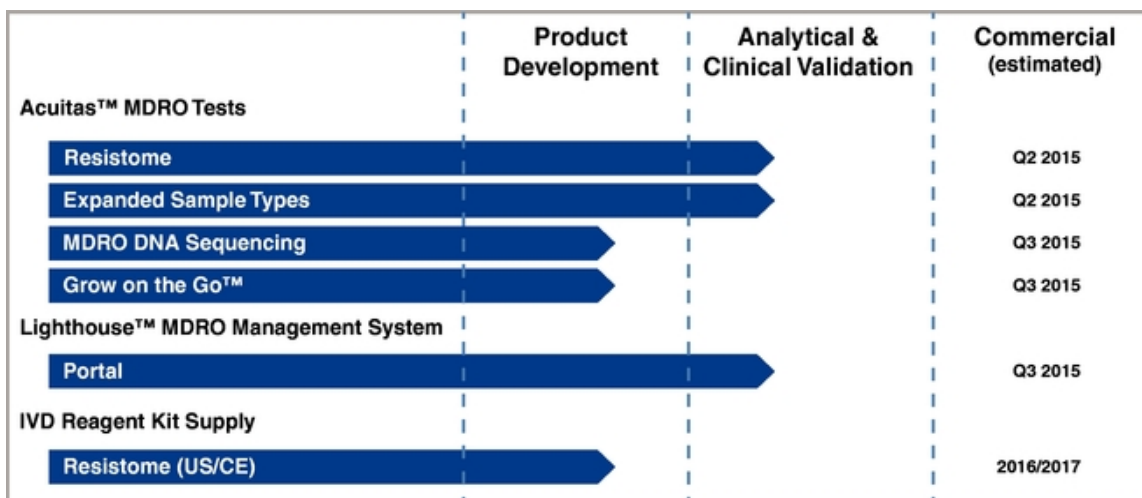 Product Development
Analytical & Clinical Validation
Commercial (estimated)
Acuitas™ MDRO Tests
Resistome Q2 2015
Expanded Sample Types Q2 2015
MDRO DNA Sequencing Q3 2015
Grow on the Go™ Q3 2015
Lighthouse™ MDRO Management System
Portal Q3 2015
IVD Reagent Kit Supply
Resistome (US/CE) 2016/2017